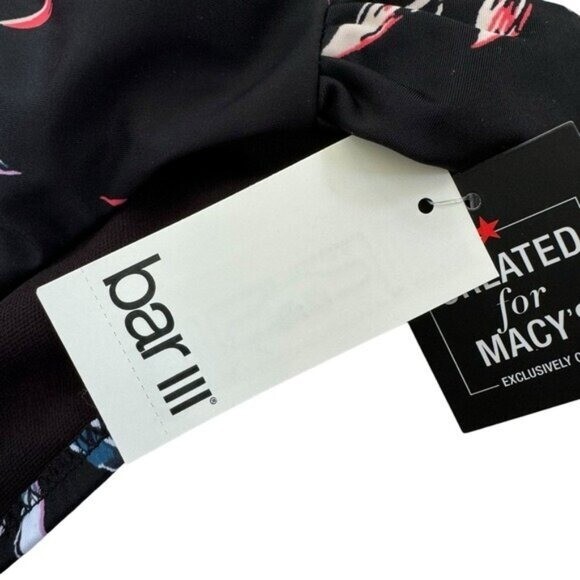 bar III®
CREATED
for
MACY'S
EXCLUSIVELY